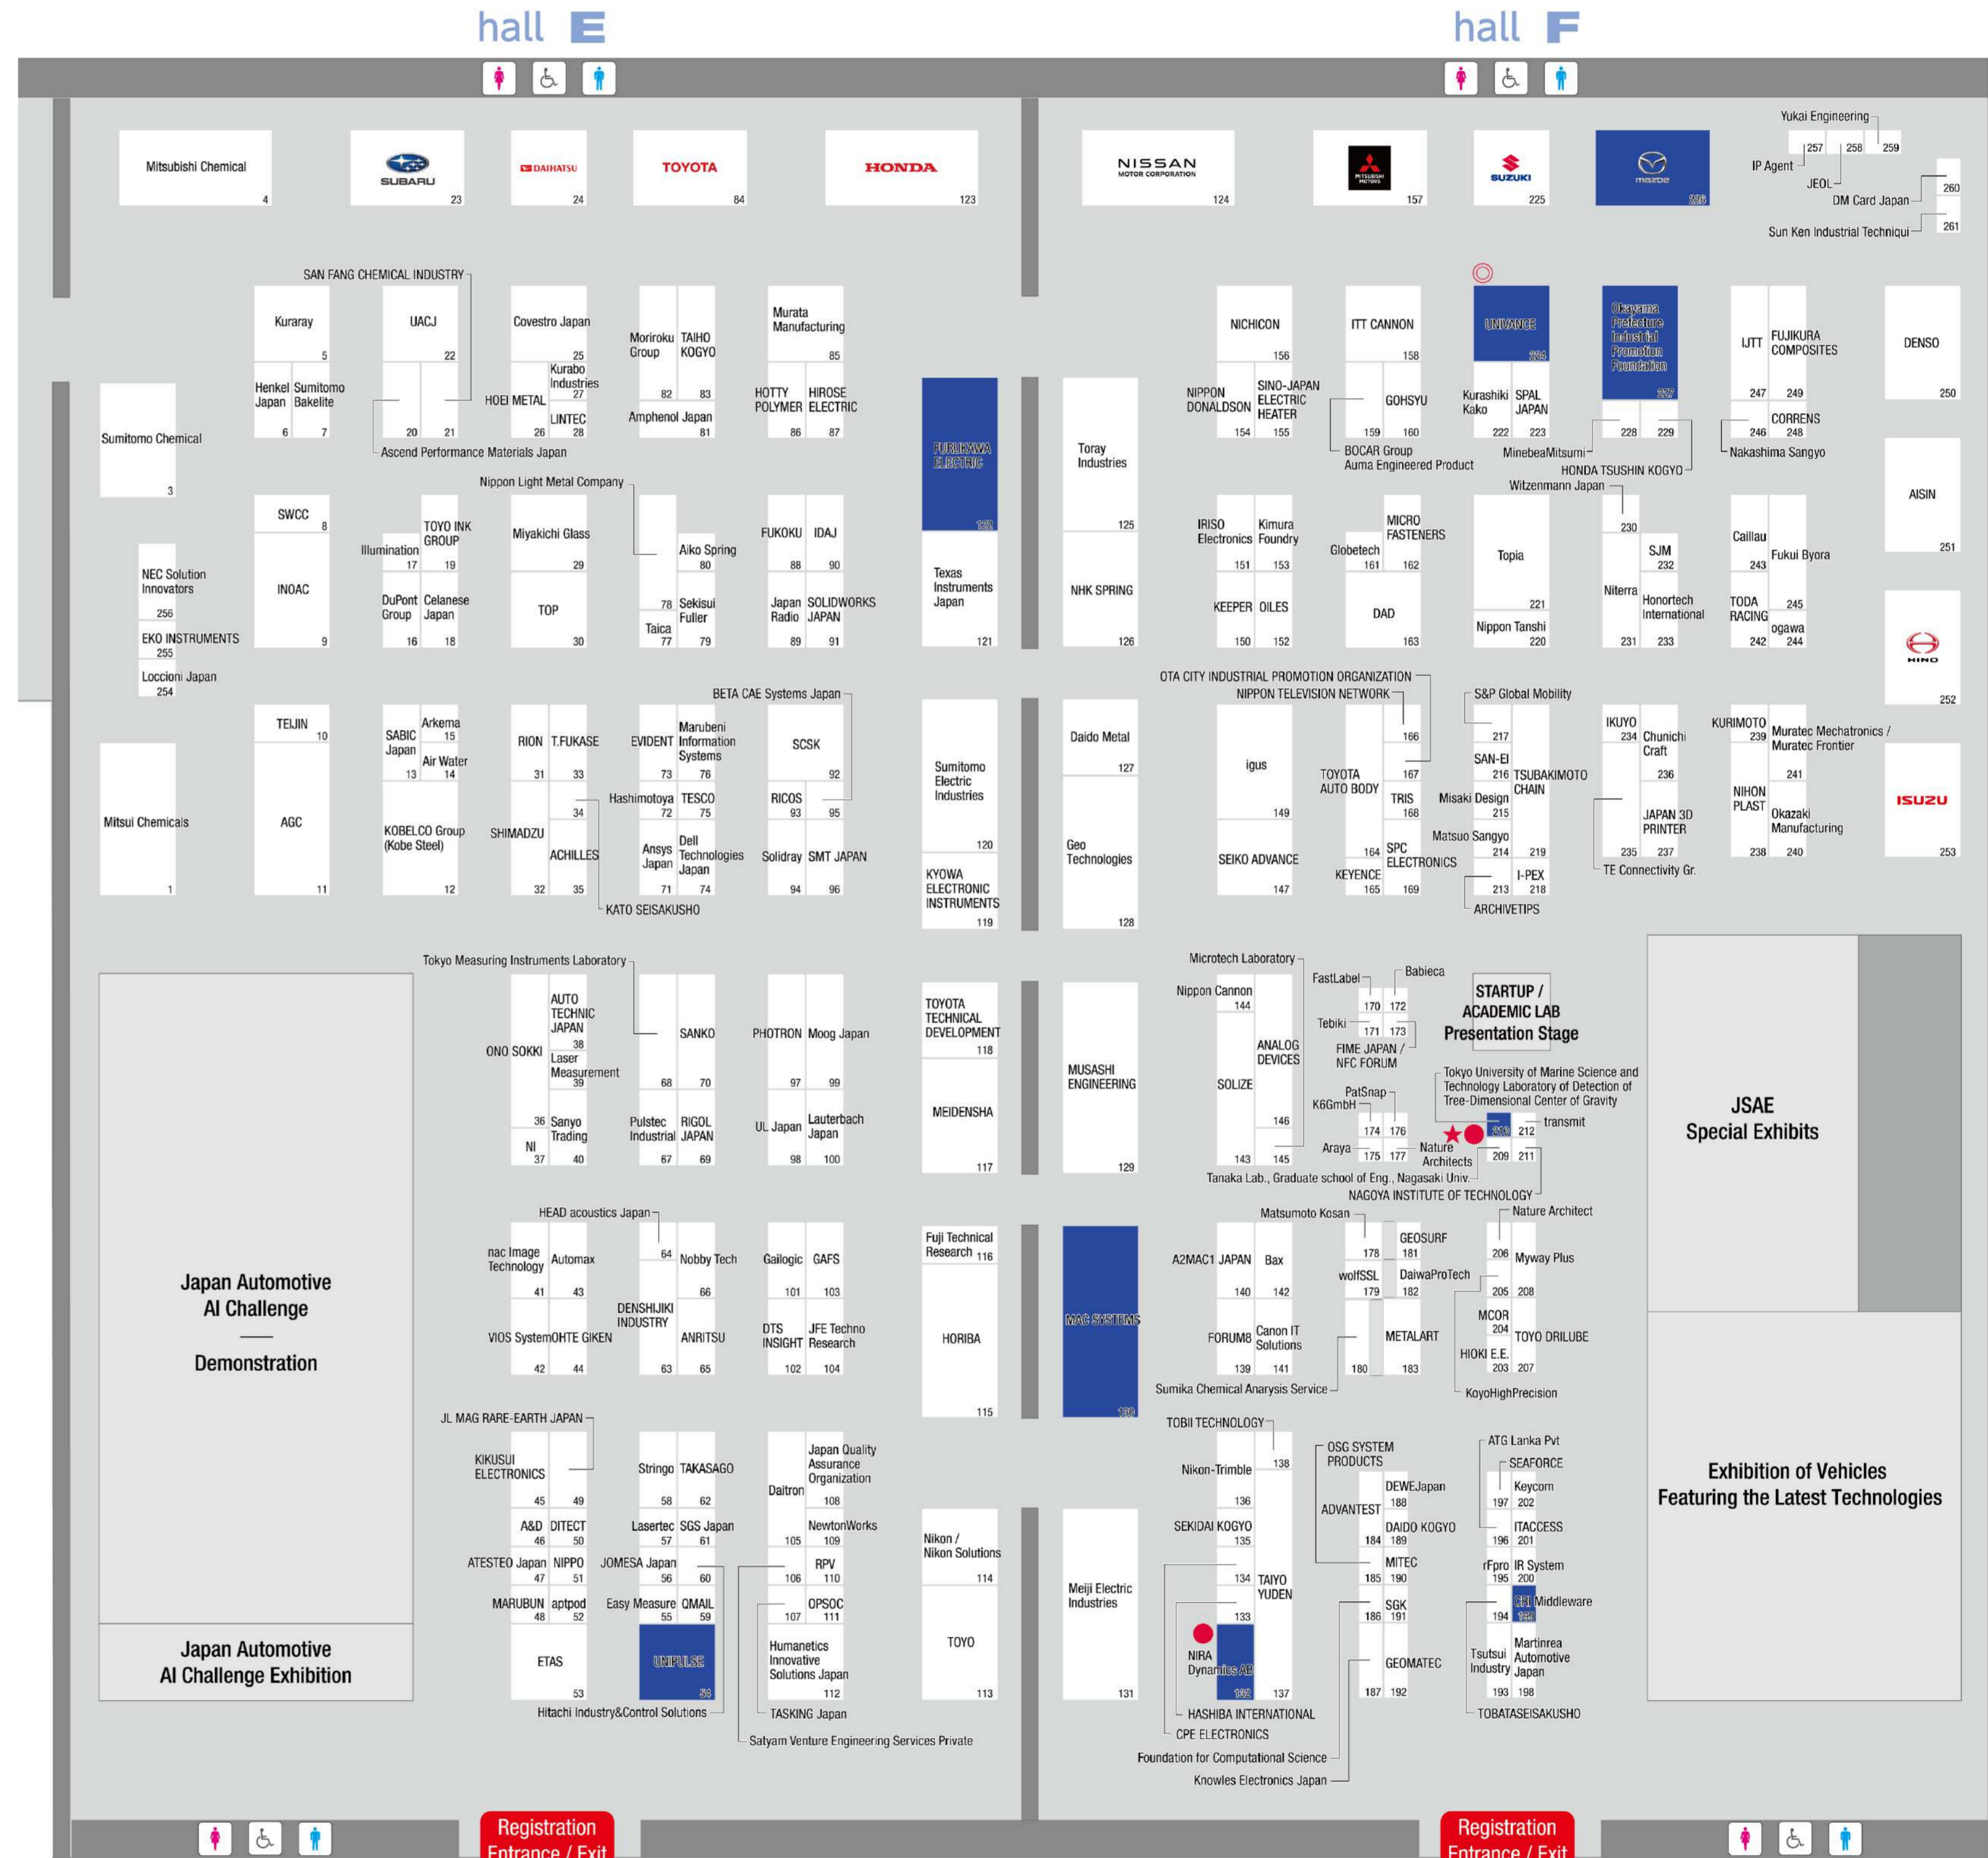 hall E
hall F
Mitsubishi Chemical
4
SUBARU
23
DAIHATSU
24
TOYOTA
84
HONDA
123
NISSAN
MOTOR CORPORATION
124
MITSUBISHI
MOTORS
157
SUZUKI
225
mazda
226
Yukai Engineering
257
258
259
IP Agent
JEOL
DM Card Japan
260
Sun Ken Industrial Techniqui
261
SAN FANG CHEMICAL INDUSTRY
Kuraray
5
UACJ
22
Covestro Japan
25
Moriroku
Group
82
TAIHO
KOGYO
83
Murata
Manufacturing
85
Henkel
Japan
6
Sumitomo
Bakelite
7
20
21
Ascend Performance Materials Japan
HOEI METAL
26
Kurabo
Industries
27
LINTEC
28
Amphenol Japan
81
HOTTY
POLYMER
86
HIROSE
ELECTRIC
87
FURUKAWA
ELECTRIC
122
Sumitomo Chemical
3
Toray
Industries
125
NICHICON
156
ITT CANNON
158
UNIVANCE
224
Okayama
Prefecture
Industrial
Promotion
Foundation
227
IJTT
247
FUJIKURA
COMPOSITES
249
DENSO
250
NIPPON
DONALDSON
154
SINO-JAPAN
ELECTRIC
HEATER
155
159
GOHSYU
160
BOCAR Group
Auma Engineered Product
Kurashiki
Kako
222
SPAL
JAPAN
223
228
229
MinebeaMitsumi
HONDA TSUSHIN KOGYO
246
CORRENS
248
Nakashima Sangyo
AISIN
251
SWCC
8
INOAC
9
Illumination
17
TOYO INK
GROUP
19
DuPont
Group
16
Celanese
Japan
18
Miyakichi Glass
29
TOP
30
Nippon Light Metal Company
78
Aiko Spring
80
Taica
77
Sekisui
Fuller
79
FUKOKU
88
IDAJ
90
Japan
Radio
89
SOLIDWORKS
JAPAN
91
Texas
Instruments
Japan
121
NEC Solution
Innovators
256
EKO INSTRUMENTS
255
Loccioni Japan
254
NHK SPRING
126
IRISO
Electronics
151
Kimura
Foundry
153
KEEPER
150
OILES
152
Globetech
161
MICRO
FASTENERS
162
DAD
163
Topia
221
Nippon Tanshi
220
Witzenmann Japan
230
Niterra
231
SJM
232
Honortech
International
233
Caillau
243
Fukui Byora
245
TODA
RACING
242
ogawa
244
HINO
252
TEIJIN
10
AGC
11
Mitsui Chemicals
1
SABIC
Japan
13
Arkema
15
Air Water
14
KOBELCO Group
(Kobe Steel)
12
RION
31
T.FUKASE
33
SHIMADZU
32
34
ACHILLES
35
KATO SEISAKUSHO
EVIDENT
73
Marubeni
Information
Systems
76
Hashimotoya
72
TESCO
75
Ansys
Japan
71
Dell
Technologies
Japan
74
BETA CAE Systems Japan
SCSK
92
RICOS
93
95
Solidray
94
SMT JAPAN
96
Sumitomo
Electric
Industries
120
KYOWA
ELECTRONIC
INSTRUMENTS
119
Daido Metal
127
Geo
Technologies
128
igus
149
SEIKO ADVANCE
147
OTA CITY INDUSTRIAL PROMOTION ORGANIZATION
NIPPON TELEVISION NETWORK
166
167
TOYOTA
AUTO BODY
164
TRIS
168
KEYENCE
165
SPC
ELECTRONICS
169
S&P Global Mobility
217
SAN-EI
216
Misaki Design
215
Matsuo Sangyo
214
213
ARCHIVETIPS
TSUBAKIMOTO
CHAIN
219
I-PEX
218
IKUYO
234
Chunichi
Craft
236
235
JAPAN 3D
PRINTER
237
TE Connectivity Gr.
KURIMOTO
239
Muratec Mechatronics /
Muratec Frontier
241
NIHON
PLAST
238
Okazaki
Manufacturing
240
ISUZU
253
Japan Automotive
AI Challenge
Demonstration
Japan Automotive
AI Challenge Exhibition
Tokyo Measuring Instruments Laboratory
ONO SOKKI
36
AUTO
TECHNIC
JAPAN
38
Laser
Measurement
39
NI
37
Sanyo
Trading
40
68
SANKO
70
Pulstec
Industrial
67
RIGOL
JAPAN
69
PHOTRON
97
Moog Japan
99
UL Japan
98
Lauterbach
Japan
100
TOYOTA
TECHNICAL
DEVELOPMENT
118
MEIDENSHA
117
MUSASHI
ENGINEERING
129
Microtech Laboratory
Nippon Cannon
144
SOLIZE
143
ANALOG
DEVICES
146
145
FastLabel
Babieca
170
172
Tebiki
171
173
FIME JAPAN /
NFC FORUM
STARTUP /
ACADEMIC LAB
Presentation Stage
PatSnap
K6GmbH
174
176
Araya
175
177
Nature
Architects
Tokyo University of Marine Science and
Technology Laboratory of Detection of
Tree-Dimensional Center of Gravity
210
212
transmit
209
211
Tanaka Lab., Graduate school of Eng., Nagasaki Univ.
NAGOYA INSTITUTE OF TECHNOLOGY
JSAE
Special Exhibits
HEAD acoustics Japan
nac Image
Technology
41
Automax
43
VIOS System
42
OHTE GIKEN
44
64
Nobby Tech
66
DENSHIJIKI
INDUSTRY
63
ANRITSU
65
Gailogic
101
GAFS
103
DTS
INSIGHT
102
JFE Techno
Research
104
Fuji Technical
Research
116
HORIBA
115
MAC SYSTEMS
130
A2MAC1 JAPAN
140
Bax
142
FORUM8
139
Canon IT
Solutions
141
Matsumoto Kosan
178
GEOSURF
181
wolfSSL
179
DaiwaProTech
182
180
METALART
183
Sumika Chemical Anarysis Service
Nature Architect
206
Myway Plus
205
208
MCOR
204
TOYO DRILUBE
HIOKI E.E.
203
207
KoyoHighPrecision
Exhibition of Vehicles
Featuring the Latest Technologies
JL MAG RARE-EARTH JAPAN
KIKUSUI
ELECTRONICS
45
49
A&D
46
DITECT
50
ATESTEO Japan
47
NIPPO
51
MARUBUN
48
aptpod
52
ETAS
53
Stringo
58
TAKASAGO
62
Lasertec
57
SGS Japan
61
JOMESA Japan
56
60
Easy Measure
55
QMAIL
59
UNIPULSE
54
Hitachi Industry&Control Solutions
Daitron
105
Japan Quality
Assurance
Organization
108
NewtonWorks
109
106
RPV
110
107
OPSOC
111
Humanetics
Innovative
Solutions Japan
112
TASKING Japan
Satyam Venture Engineering Services Private
Nikon /
Nikon Solutions
114
TOYO
113
Meiji Electric
Industries
131
TOBII TECHNOLOGY
138
Nikon-Trimble
136
SEKIDAI KOGYO
135
134
TAIYO
YUDEN
133
NIRA
Dynamics AB
132
137
HASHIBA INTERNATIONAL
CPE ELECTRONICS
OSG SYSTEM
PRODUCTS
ADVANTEST
184
DEWEJapan
188
DAIDO KOGYO
189
185
MITEC
190
186
SGK
191
187
GEOMATEC
192
Foundation for Computational Science
Knowles Electronics Japan
ATG Lanka Pvt
SEAFORCE
197
Keycom
202
196
ITACCESS
201
rFpro
195
IR System
200
194
CRI Middleware
199
Tsutsui
Industry
193
Martinrea
Automotive
Japan
198
TOBATASEISAKUSHO
Registration
Entrance / Exit
Registration
Entrance / Exit